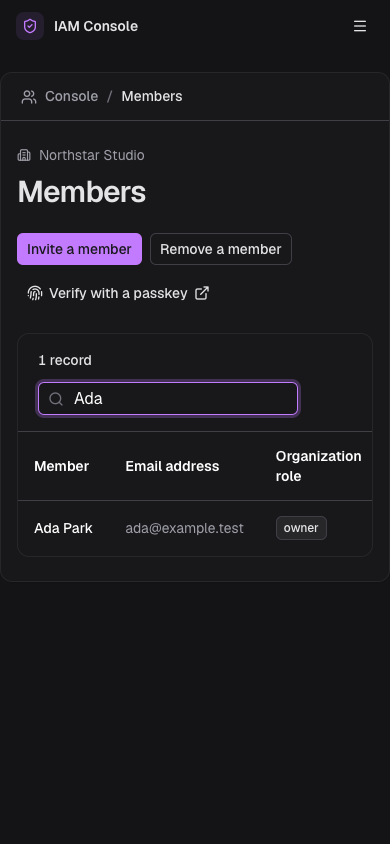 IAM Console
Console / Members
Northstar Studio
Members
Invite a member
Remove a member
Verify with a passkey
1 record
Ada
Member
Email address
Organization
role
Ada Park
ada@example.test
owner